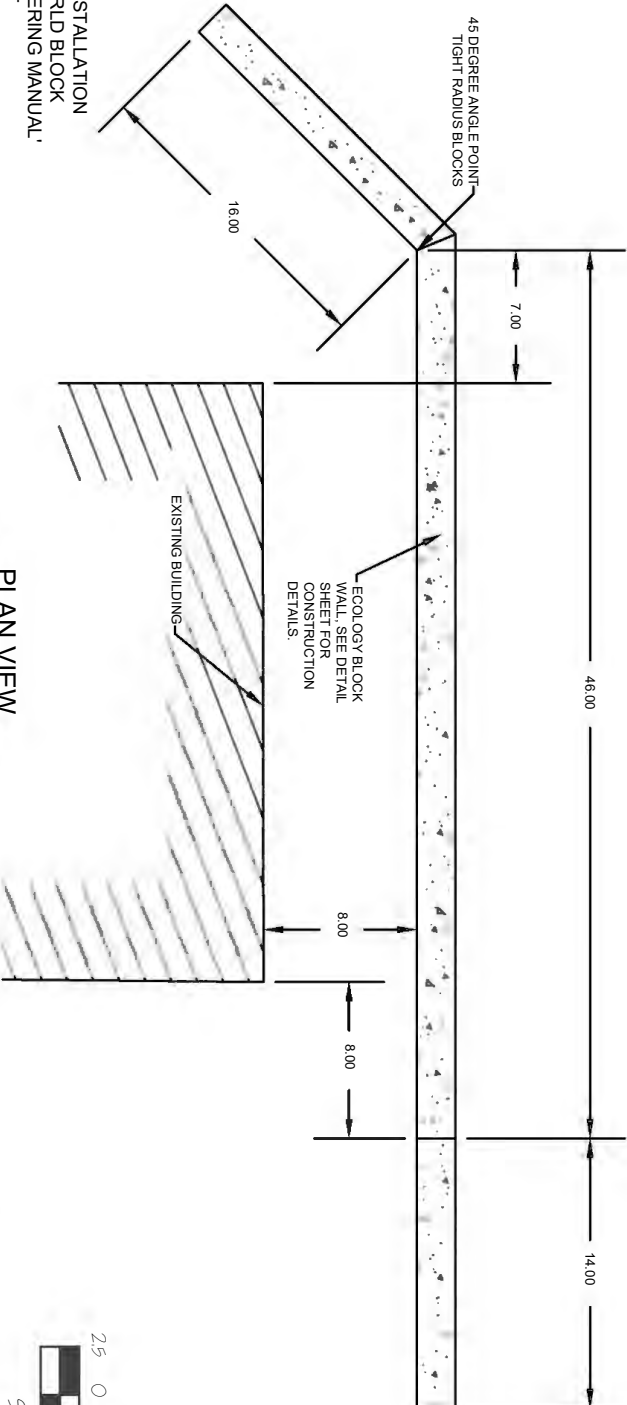 STALLATION
RLD BLOCK
ERING MANUAL'
45 DEGREE ANGLE POINT
TIGHT RADIUS BLOCKS
16.00
7.00
46.00
ECOLOGY BLOCK
WALL, SEE DETAIL
SHEET FOR
CONSTRUCTION
DETAILS.
EXISTING BUILDING
8.00
8.00
14.00
PLAN VIEW
2.5 0